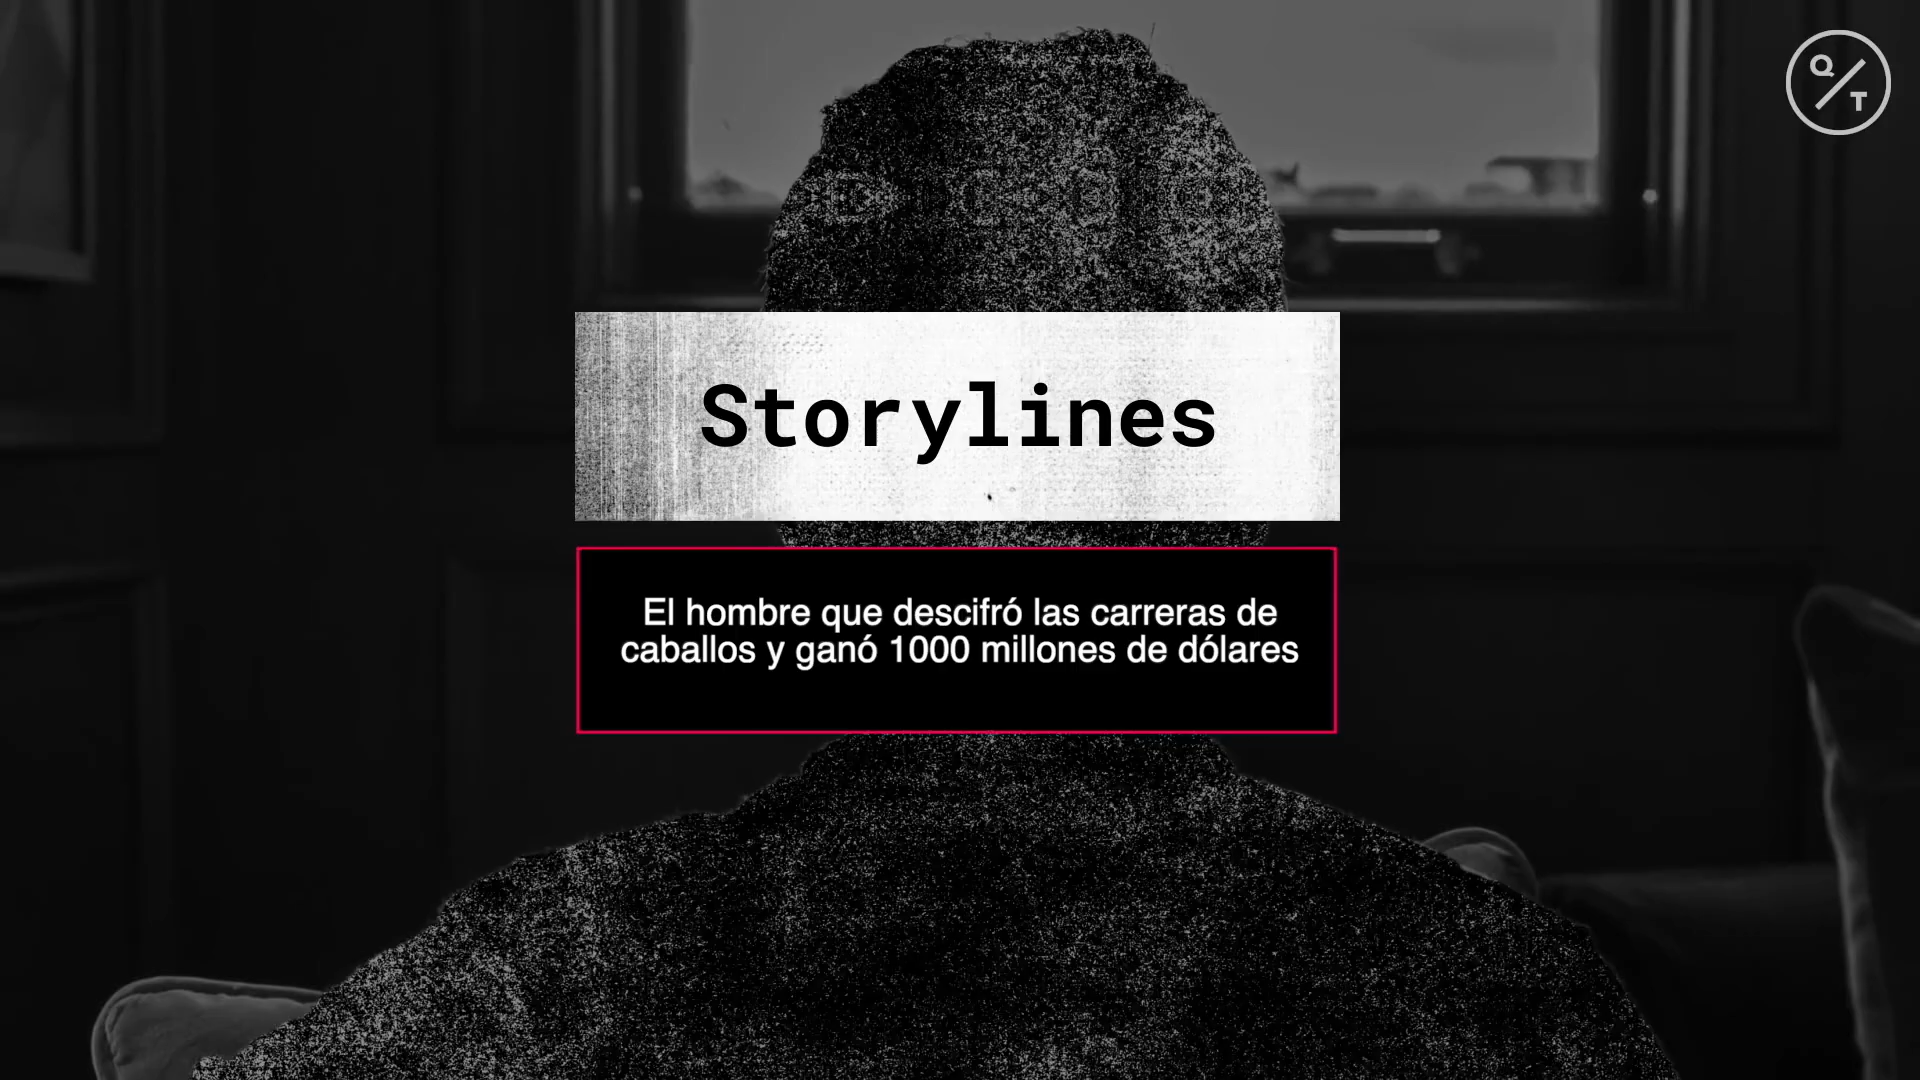 Q/T
Storylines
El hombre que descifró las carreras de
caballos y ganó 1000 millones de dólares